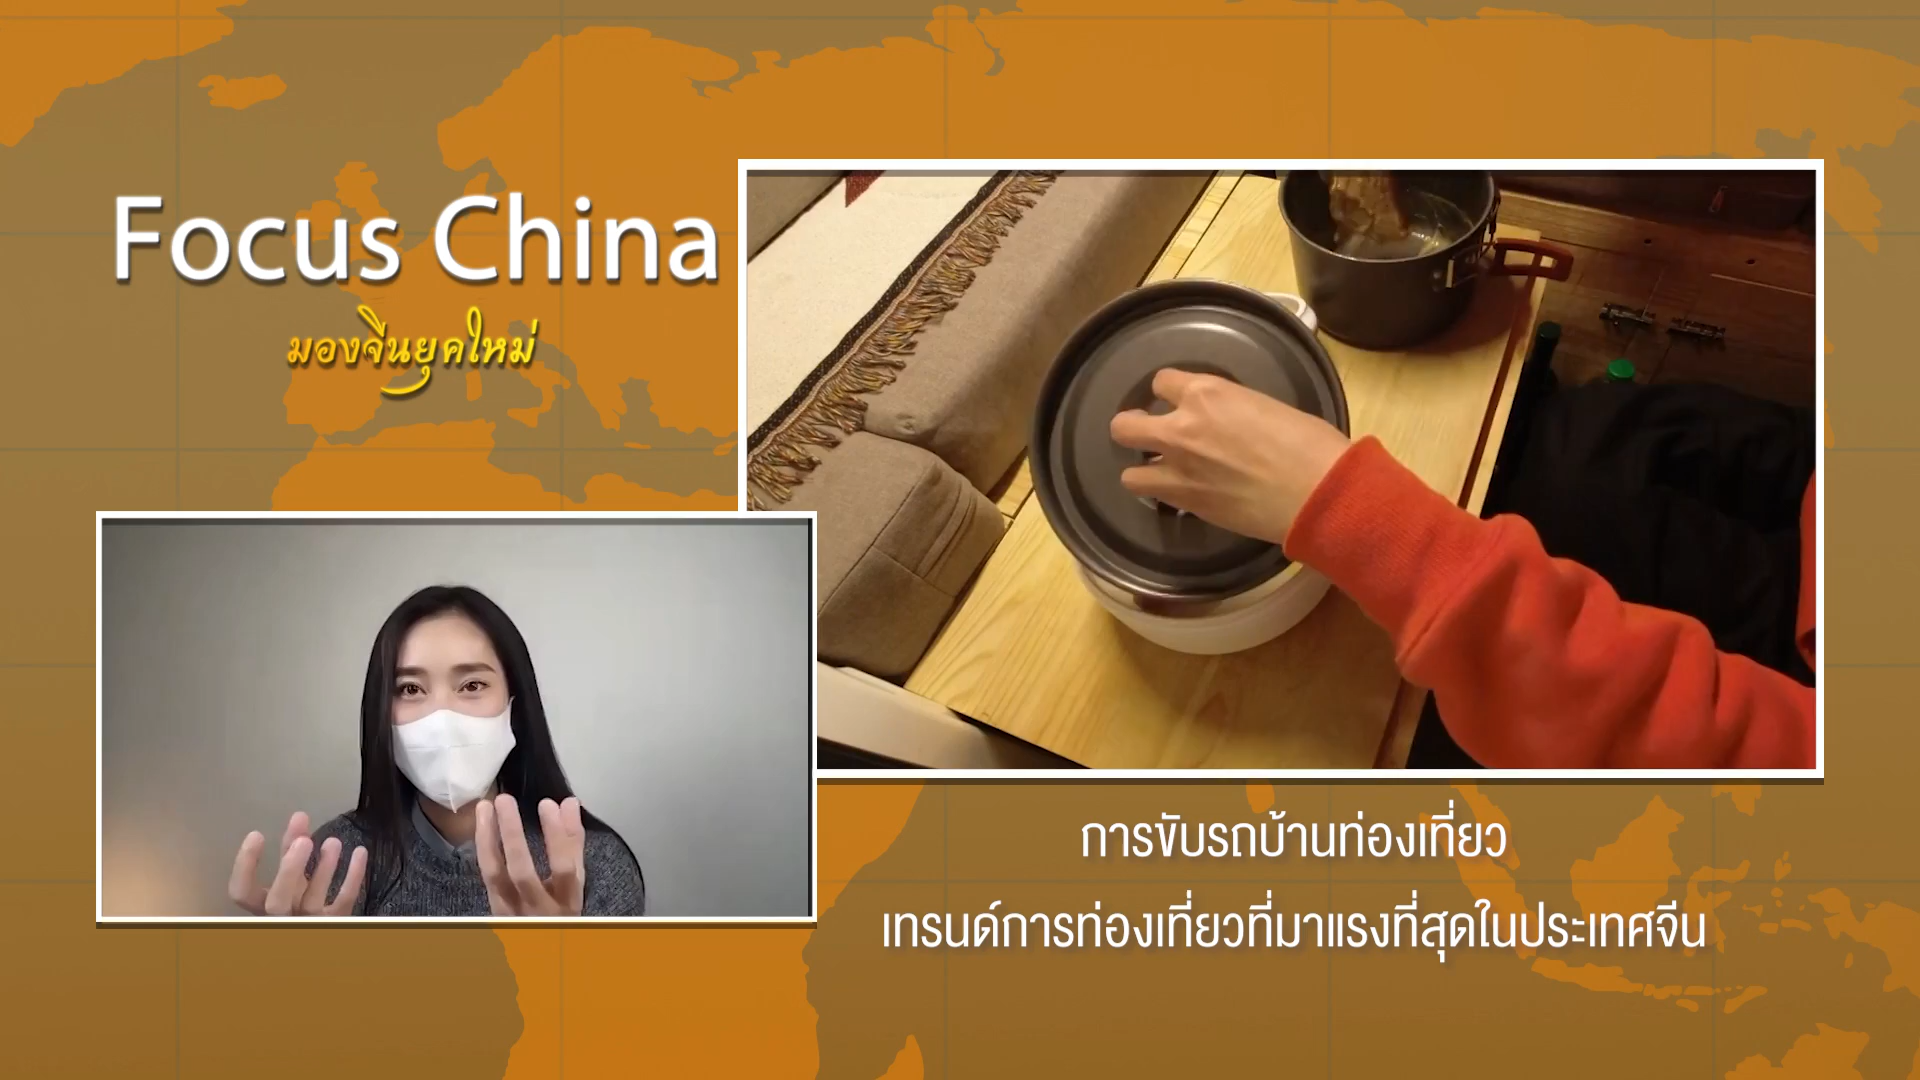 Focus China
มองจีนยุคใหม่
การขับรถบ้านท่องเที่ยว
เทรนด์การท่องเที่ยวที่มาแรงที่สุดในประเทศจีน